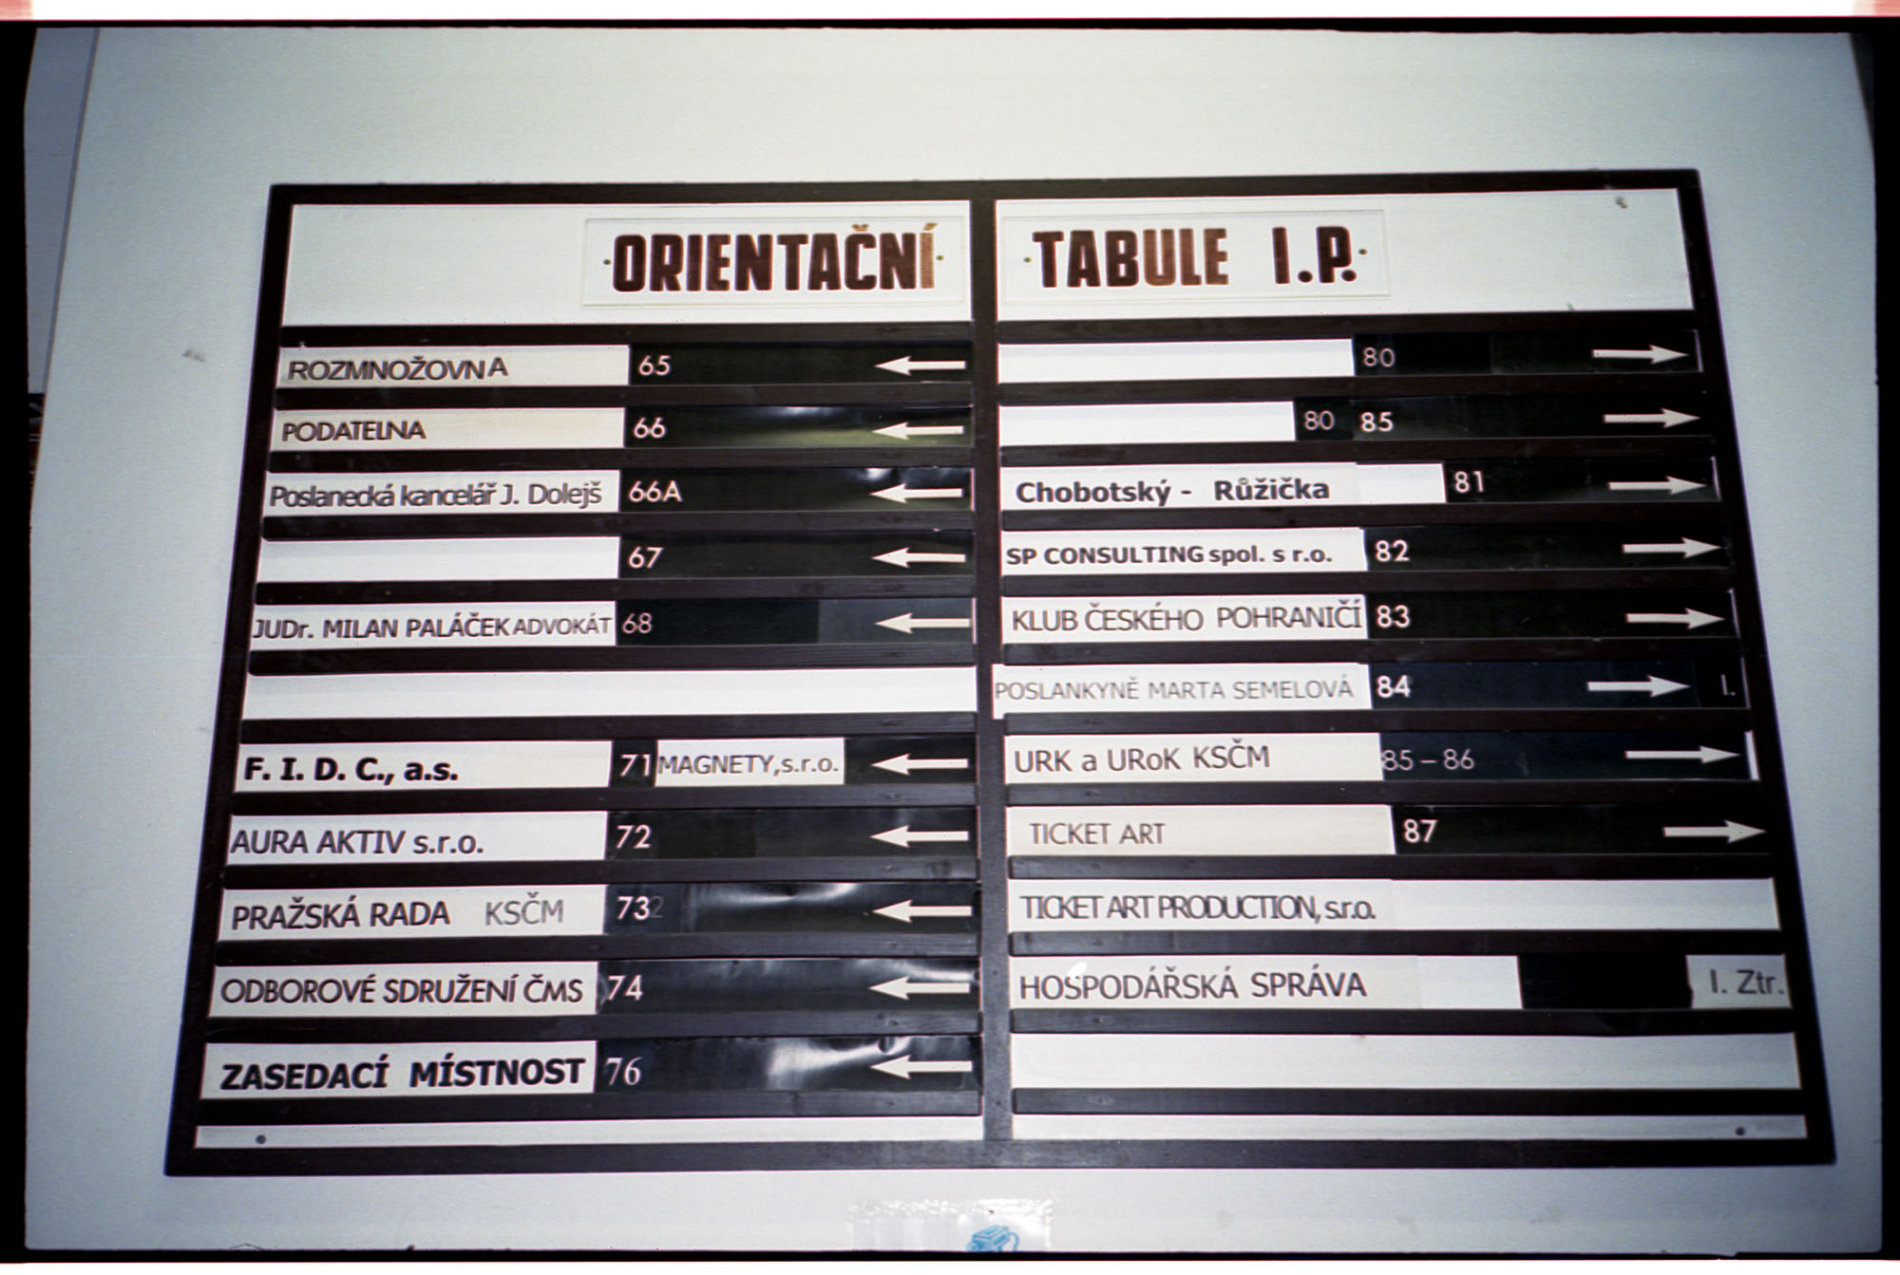 ORIENTAČNÍ TABULE I.P.
ROZMNOŽOVNA 65
PODATELNA 66
Poslanecká kancelář J. Dolejš 66A
67
JUDr. MILAN PALÁČEK ADVOKÁT 68
F. I. D. C., a.s. 71 MAGNETY,s.r.o.
AURA AKTIV s.r.o. 72
PRAŽSKÁ RADA KSČM 732
ODBOROVÉ SDRUŽENÍ ČMS 74
ZASEDACÍ MÍSTNOST 76
80
80 85
Chobotský - Růžička 81
SP CONSULTING spol. s r.o. 82
KLUB ČESKÉHO POHRANIČÍ 83
POSLANKYNĚ MARTA SEMELOVÁ 84 I.
URK a URoK KSČM 85 – 86
TICKET ART 87
TICKET ART PRODUCTION, s.r.o.
HOSPODÁŘSKÁ SPRÁVA I. Ztr.